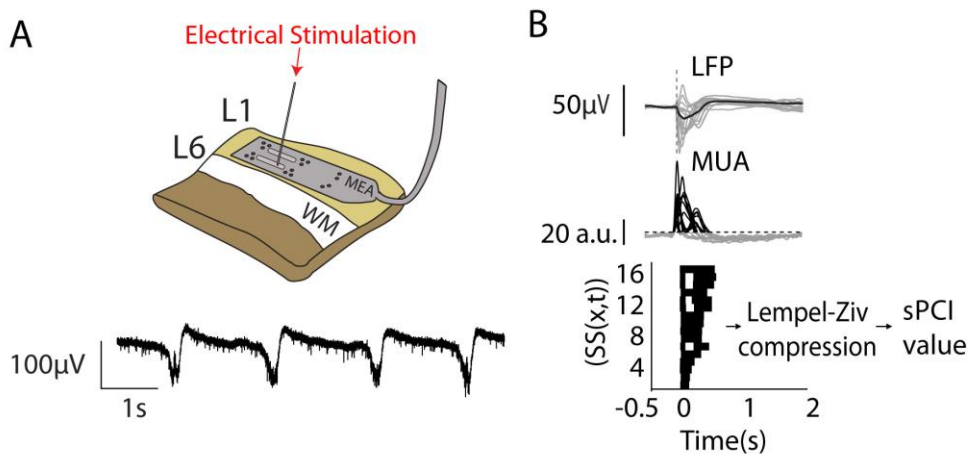 A
Electrical Stimulation
L1
L6
MEA
WM
100µV
1s
B
LFP
50µV
MUA
20 a.u.
(SS(x,t))
16
12
8
4
Lempel-Ziv
compression
sPCI
value
-0.5 0 1 2
Time(s)